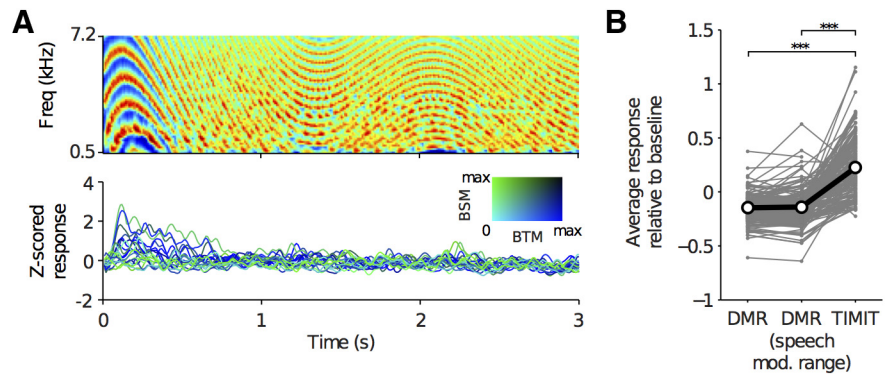 A
7.2
Freq (kHz)
0.5
4
2
0
-2
Z-scored
response
max
BSM
0
BTM
max
0
1
2
3
Time (s)
B
1.5
1
0.5
0
−0.5
−1
Average response
relative to baseline
***
***
DMR DMR TIMIT
(speech
mod. range)